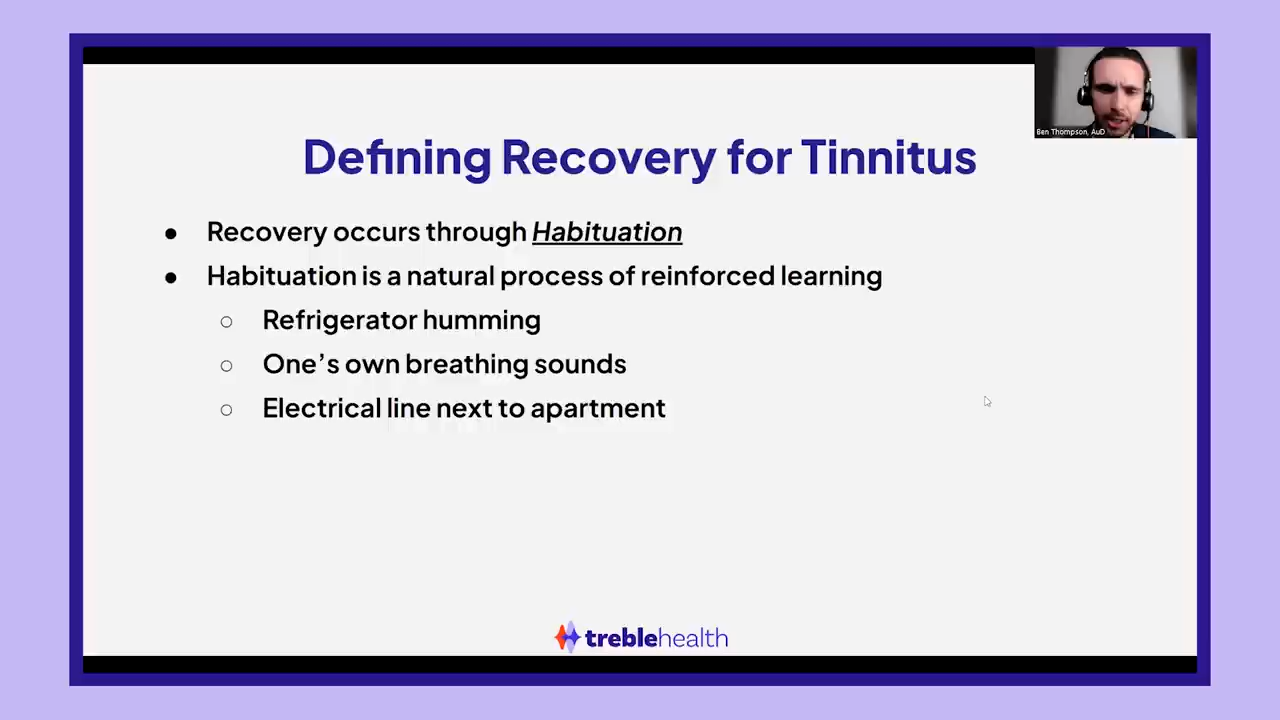 Ben Thompson, AuD
Defining Recovery for Tinnitus
● Recovery occurs through Habituation
● Habituation is a natural process of reinforced learning
○ Refrigerator humming
○ One’s own breathing sounds
○ Electrical line next to apartment
treblehealth